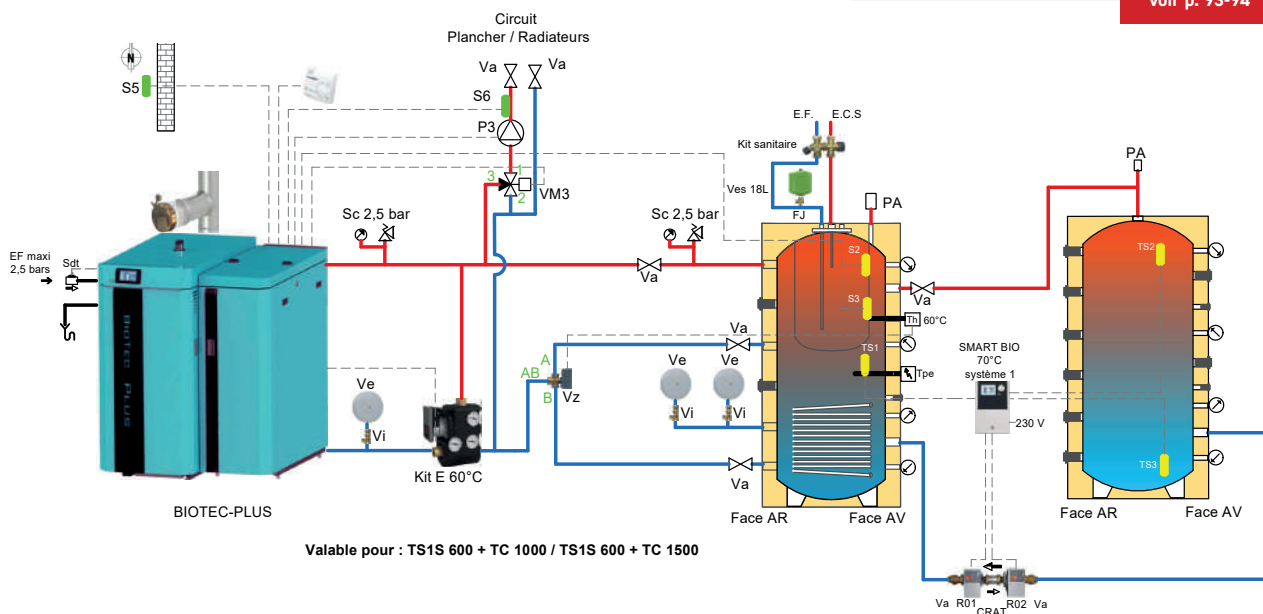 voir p. 93-94
Circuit
Plancher / Radiateurs
Va
Va
N
S5
S6
P3
3
1
2
VM3
E.F.
E.C.S
Kit sanitaire
Ves 18L
FJ
PA
PA
Sc 2,5 bar
Sc 2,5 bar
EF maxi
2,5 bars
Sdt
Va
Va
S2
S3
Th
60°C
TS1
Tpe
TS2
TS3
SMART BIO
70°C
système 1
230 V
Va
A
AB
B
Vz
Ve
Vi
Ve
Ve
Vi
Vi
Va
BIOTEC PLUS
Kit E 60°C
BIOTEC-PLUS
Face AR
Face AV
Face AR
Face AV
Valable pour : TS1S 600 + TC 1000 / TS1S 600 + TC 1500
Va
R01
CRAT
R02
Va